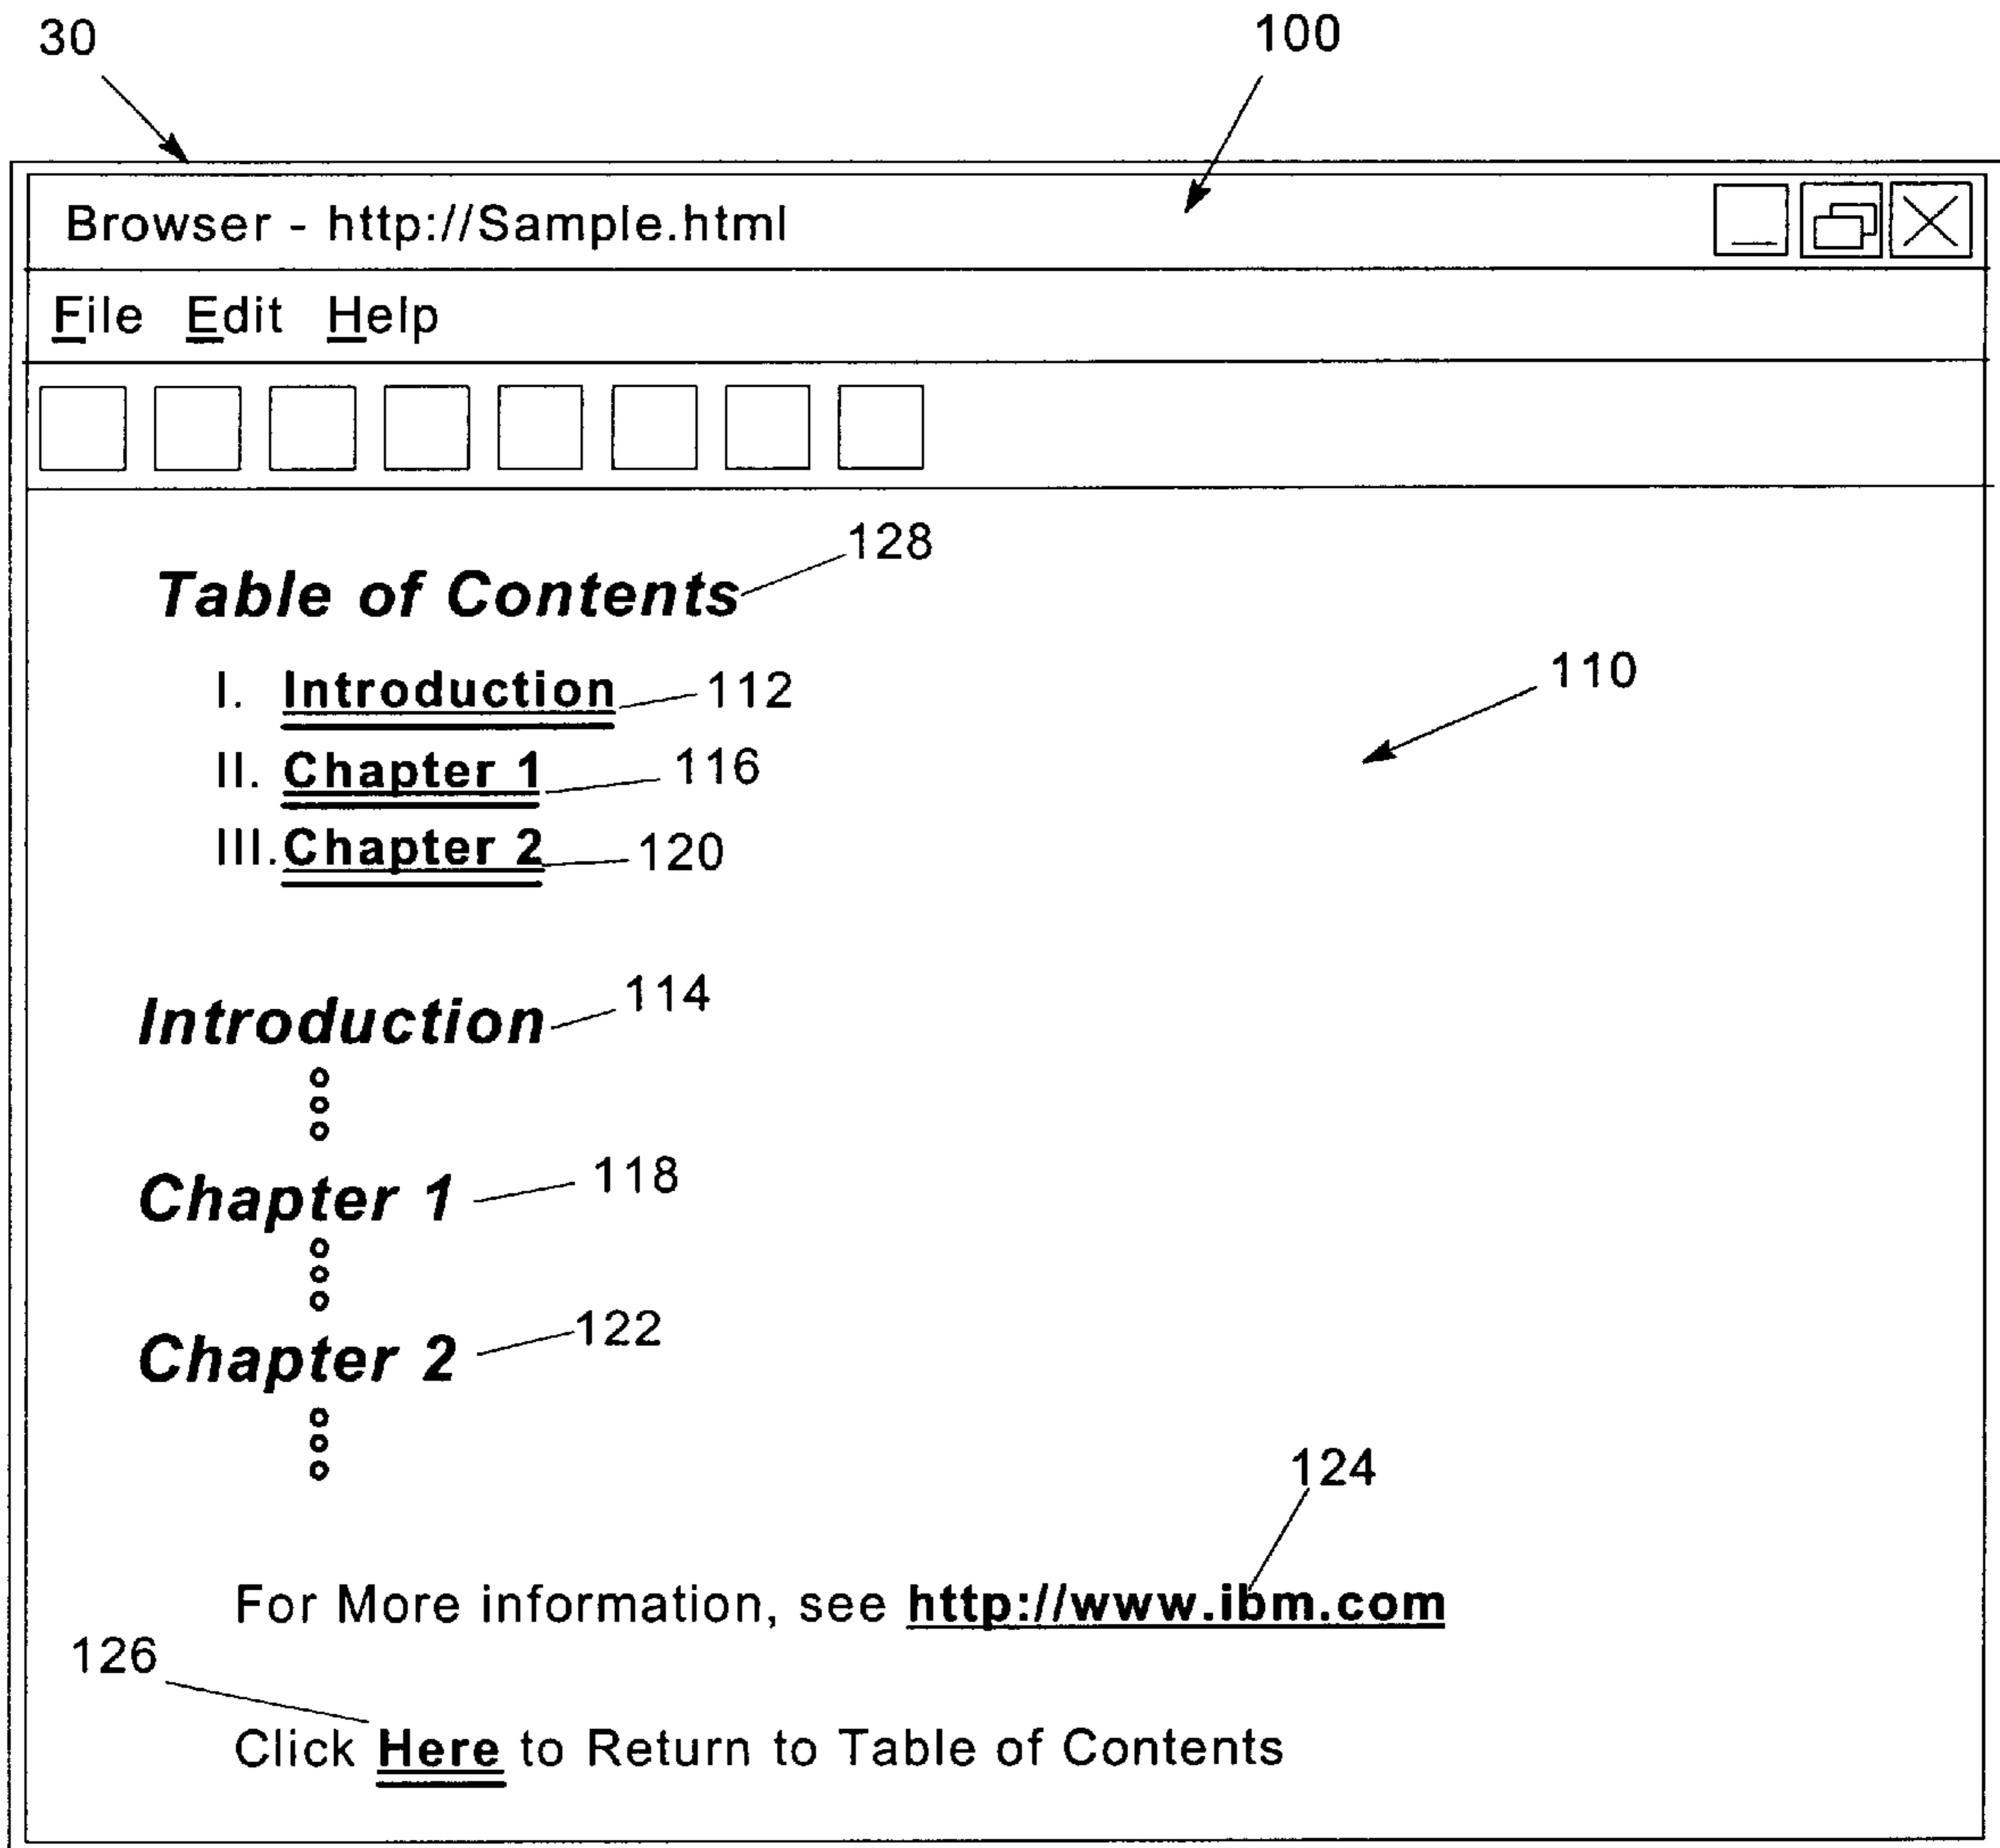 30 100
Browser - http://Sample.html
File Edit Help
128
Table of Contents
I. Introduction 112
110
II. Chapter 1 116
III. Chapter 2 120
Introduction 114
Chapter 1 118
Chapter 2 122
124
For More information, see http://www.ibm.com
126
Click Here to Return to Table of Contents